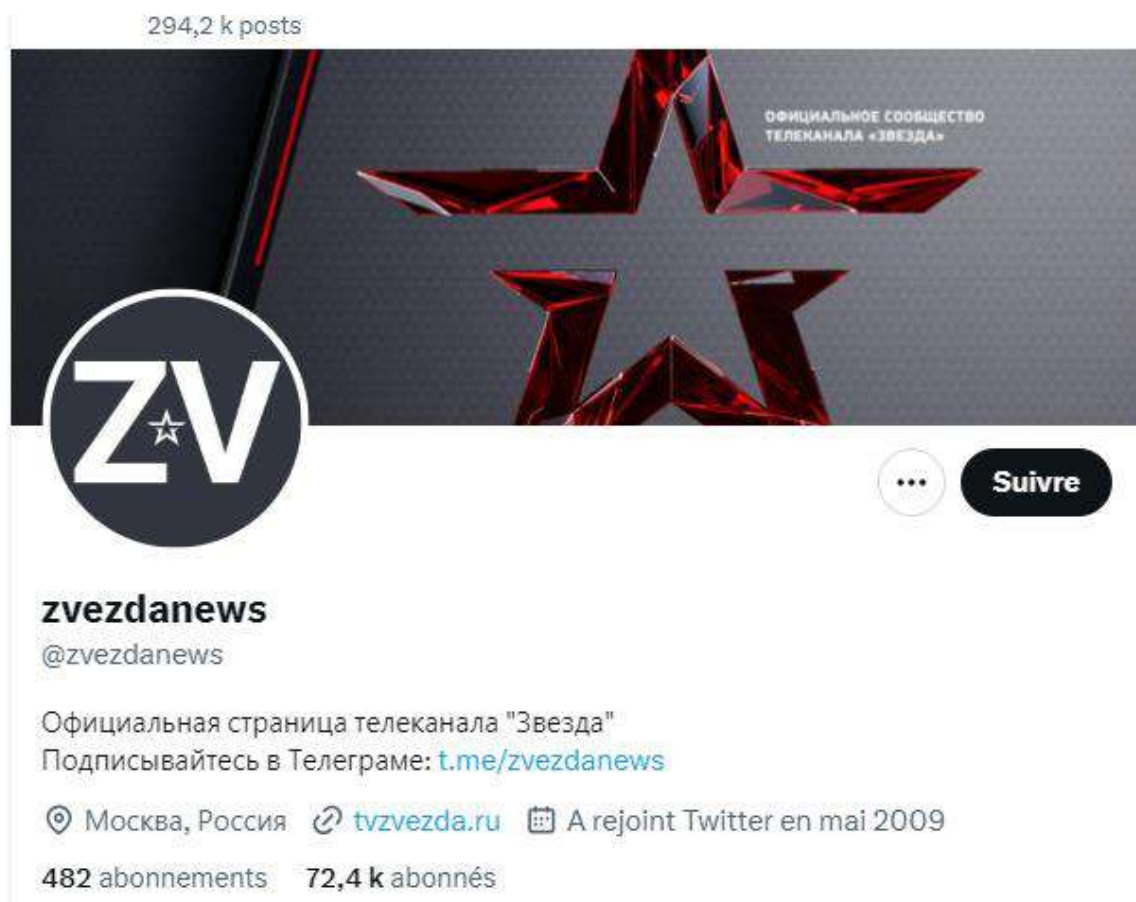 294,2 k posts
ОФИЦИАЛЬНОЕ СООБЩЕСТВО
ТЕЛЕКАНАЛА «ЗВЕЗДА»
ZV
Suivre
zvezdanews
@zvezdanews
Официальная страница телеканала "Звезда"
Подписывайтесь в Телеграме: t.me/zvezdanews
Москва, Россия tvzvezda.ru A rejoint Twitter en mai 2009
482 abonnements 72,4 k abonnés